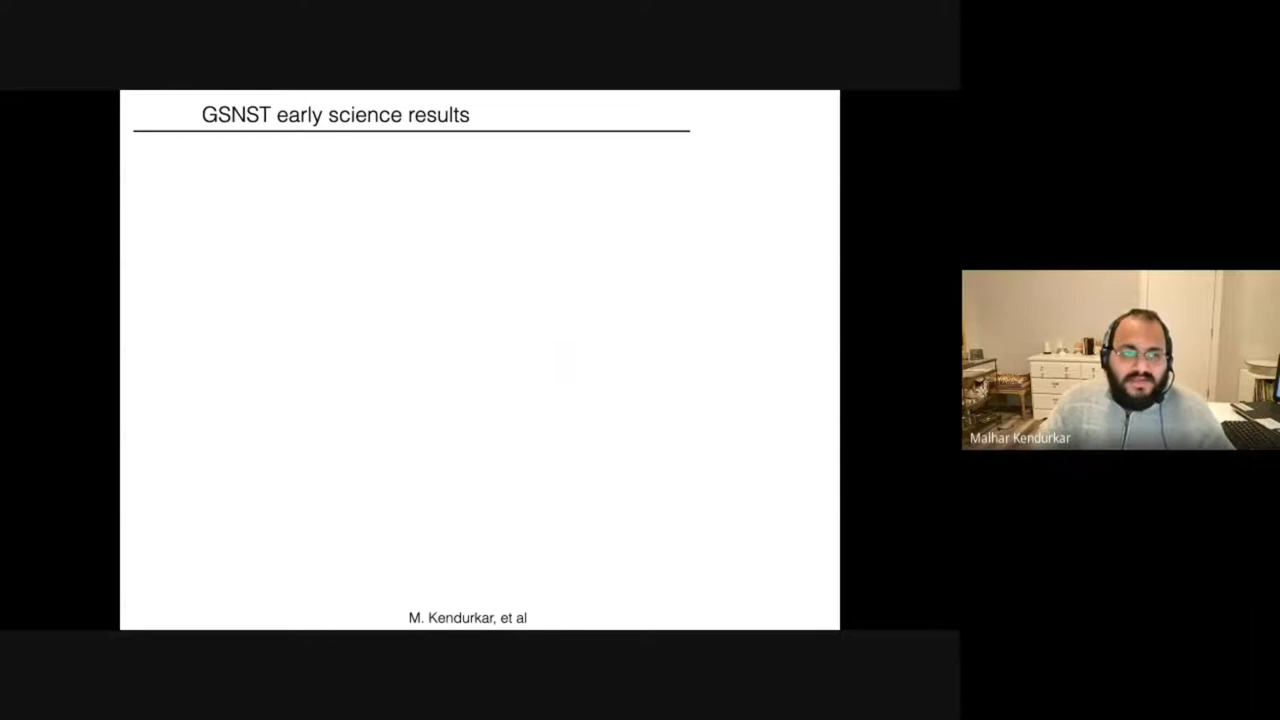 GSNST early science results
Malhar Kendurkar
M. Kendurkar, et al